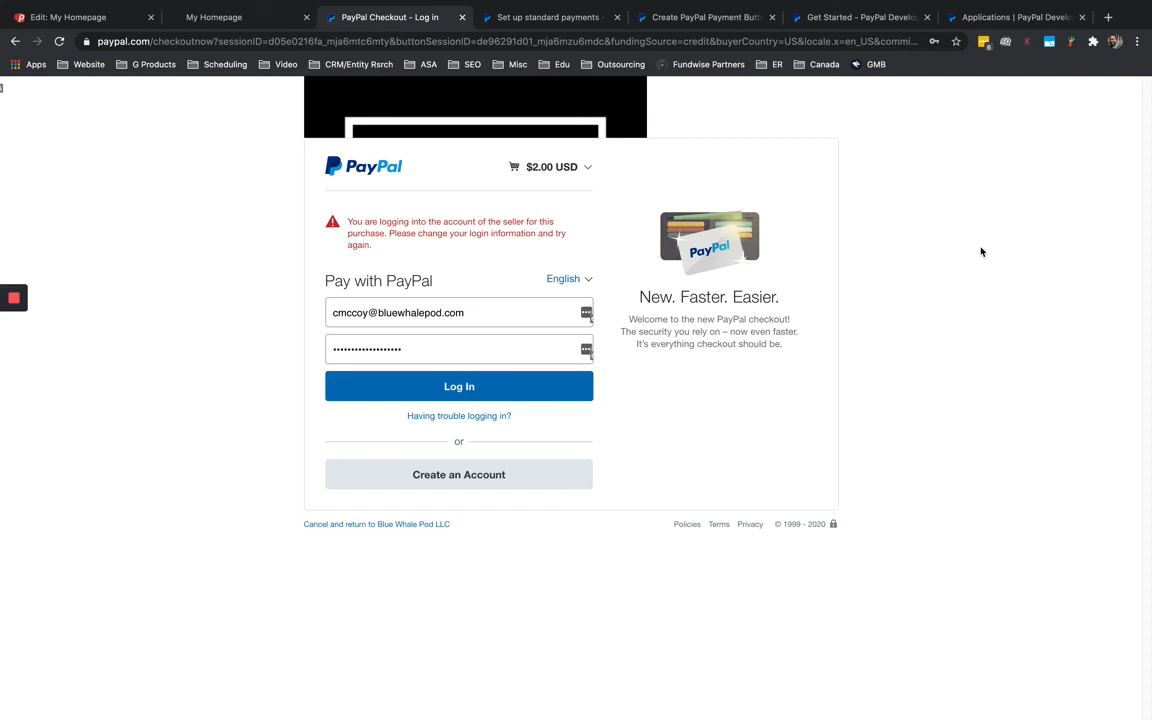 Edit: My Homepage
My Homepage
PayPal Checkout - Log in
Set up standard payments -
Create PayPal Payment Butt
Get Started - PayPal Develop
Applications | PayPal Develo
paypal.com/checkoutnow?sessionID=d05e0216fa_mja6mtc6mty&buttonSessionID=de96291d01_mja6mzu6mdc&fundingSource=credit&buyerCountry=US&locale.x=en_US&commi...
6
K
Apps Website G Products Scheduling Video CRM/Entity Rsrch ASA SEO Misc Edu Outsourcing Fundwise Partners ER Canada GMB
PayPal
$2.00 USD
You are logging into the account of the seller for this
purchase. Please change your login information and try
again.
Pay with PayPal
English
cmccoy@bluewhalepod.com
•••••••••••••••••••
Log In
Having trouble logging in?
or
Create an Account
PayPal
New. Faster. Easier.
Welcome to the new PayPal checkout!
The security you rely on – now even faster.
It's everything checkout should be.
Cancel and return to Blue Whale Pod LLC
Policies Terms Privacy © 1999 - 2020